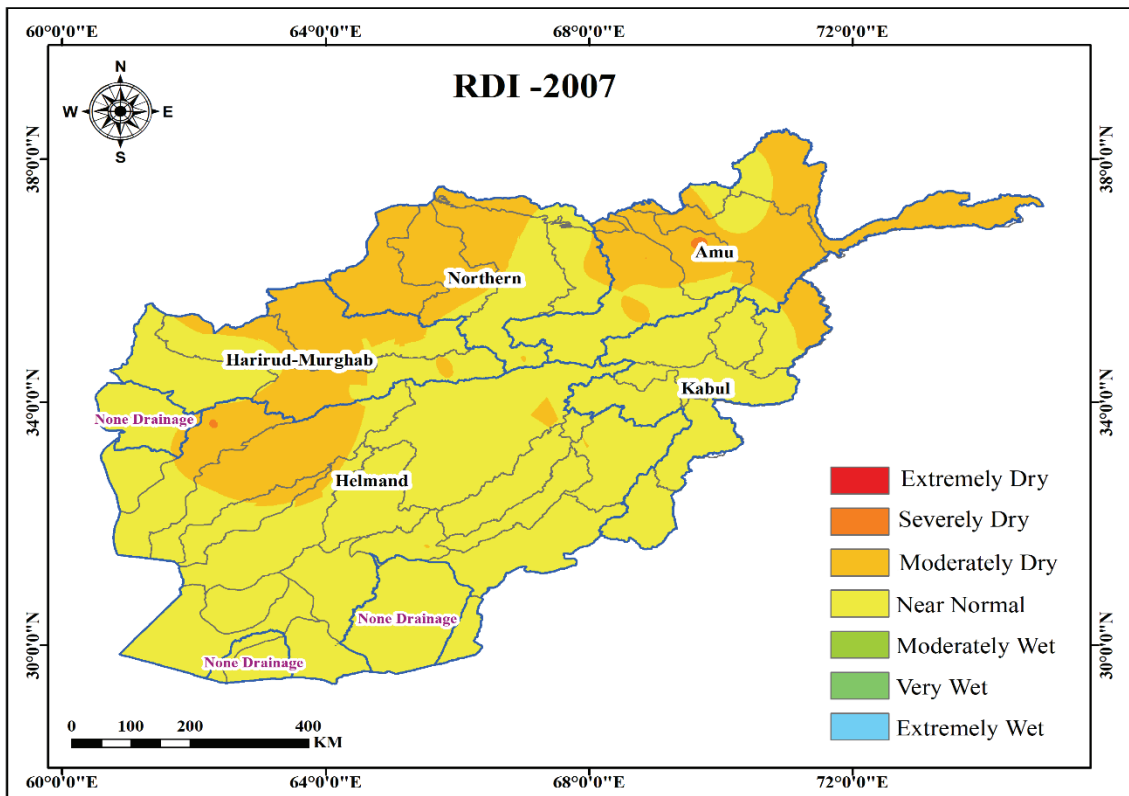 60°0'0"E 64°0'0"E 68°0'0"E 72°0'0"E
RDI -2007
N
W E
S
38°0'0"N 38°0'0"N
Amu
Northern
Harirud-Murghab
Kabul
34°0'0"N 34°0'0"N
None Drainage
Helmand
Extremely Dry
Severely Dry
Moderately Dry
Near Normal
None Drainage
Moderately Wet
30°0'0"N 30°0'0"N
None Drainage
Very Wet
Extremely Wet
0 100 200 400
KM
60°0'0"E 64°0'0"E 68°0'0"E 72°0'0"E